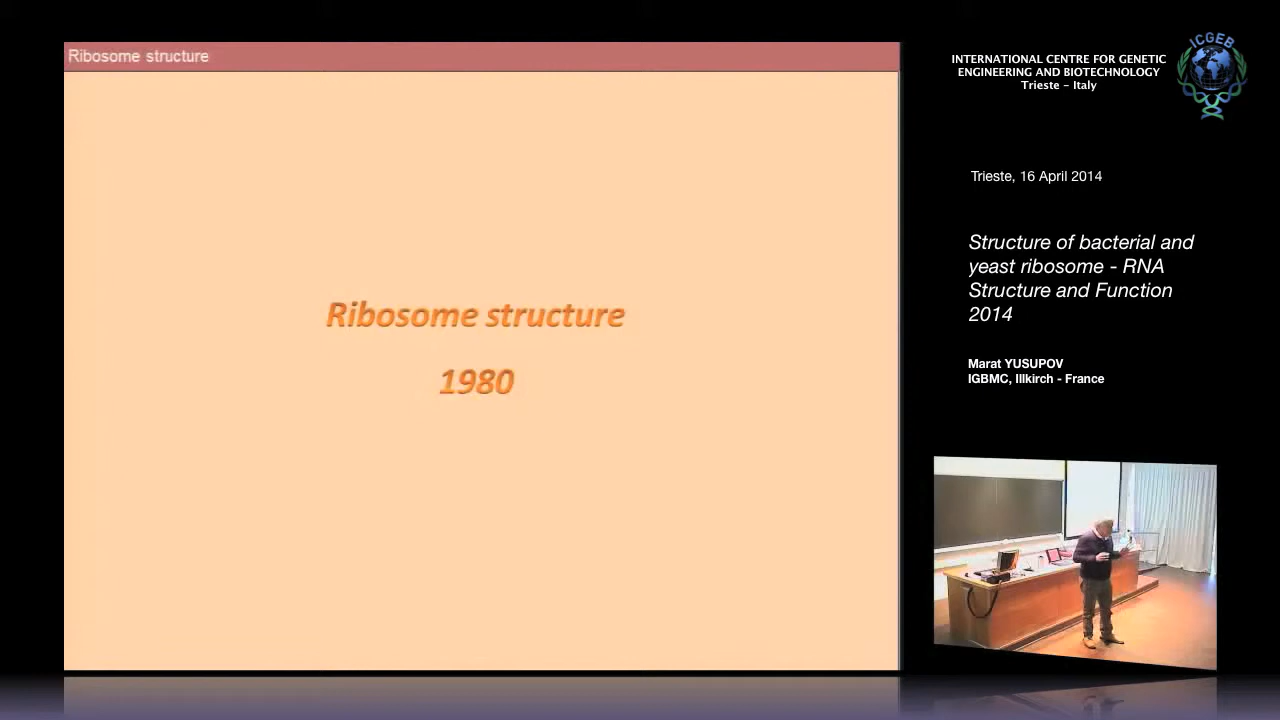 Ribosome structure
Ribosome structure
1980
INTERNATIONAL CENTRE FOR GENETIC
ENGINEERING AND BIOTECHNOLOGY
Trieste - Italy
ICGEB
Trieste, 16 April 2014
Structure of bacterial and
yeast ribosome - RNA
Structure and Function
2014
Marat YUSUPOV
IGBMC, Illkirch - France